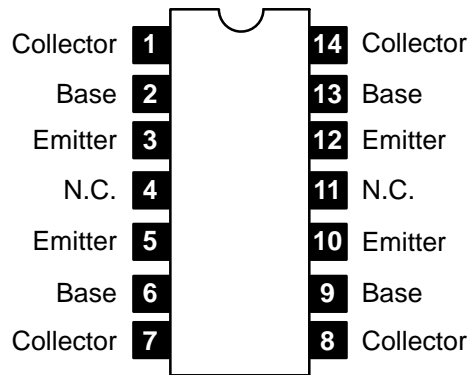 Collector 1 14 Collector
Base 2 13 Base
Emitter 3 12 Emitter
N.C. 4 11 N.C.
Emitter 5 10 Emitter
Base 6 9 Base
Collector 7 8 Collector